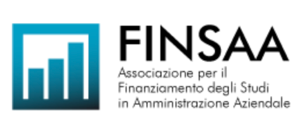 FINSAA
Associazione per il
Finanziamento degli Studi
in Amministrazione Aziendale